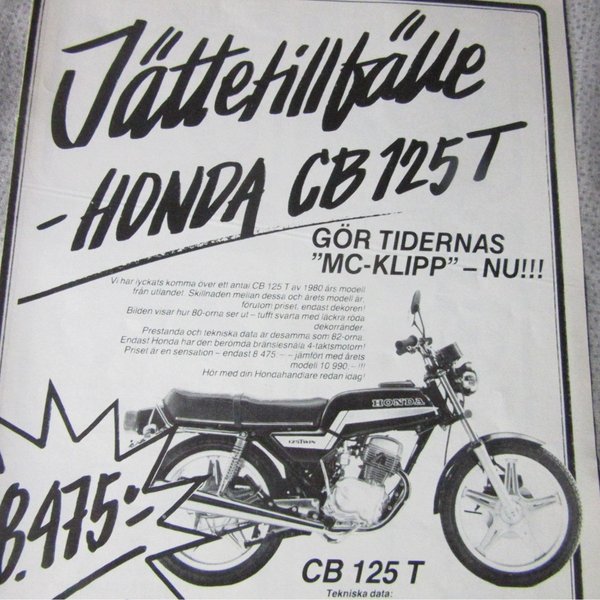 Jättetillfälle
- HONDA CB 125 T
GÖR TIDERNAS
"MC-KLIPP" – NU!!!
Vi har lyckats komma över ett antal CB 125 T av 1980 års modell
från utlandet. Skillnaden mellan dessa och årets modell är,
förutom priset, endast dekoren!
Bilden visar hur 80-orna ser ut – tufft svarta med läckra röda
dekorränder.
Prestanda och tekniska data är desamma som 82-orna.
Endast Honda har den berömda bränslesnåla 4-taktsmotorn!
Priset är en sensation – endast 8 475:– – jämfört med årets
modell 10 990:– !!!
Hör med din Hondahandlare redan idag!
HONDA
125TWIN
8.475:-
CB 125 T
Tekniska data: